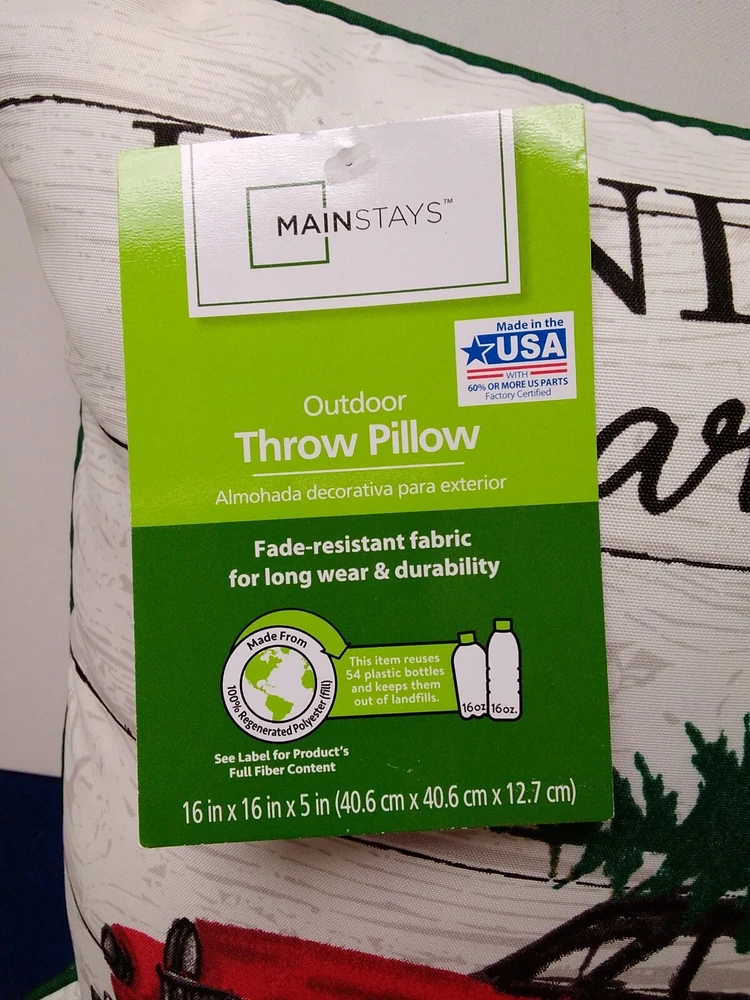 MAINSTAYS™
Made in the
USA
WITH
60% OR MORE US PARTS
Factory Certified
Outdoor
Throw Pillow
Almohada decorativa para exterior
Fade-resistant fabric
for long wear & durability
Made From
100% Regenerated Polyester (fill)
This item reuses
54 plastic bottles
and keeps them
out of landfills.
16oz 16oz.
See Label for Product's
Full Fiber Content
16 in x 16 in x 5 in (40.6 cm x 40.6 cm x 12.7 cm)